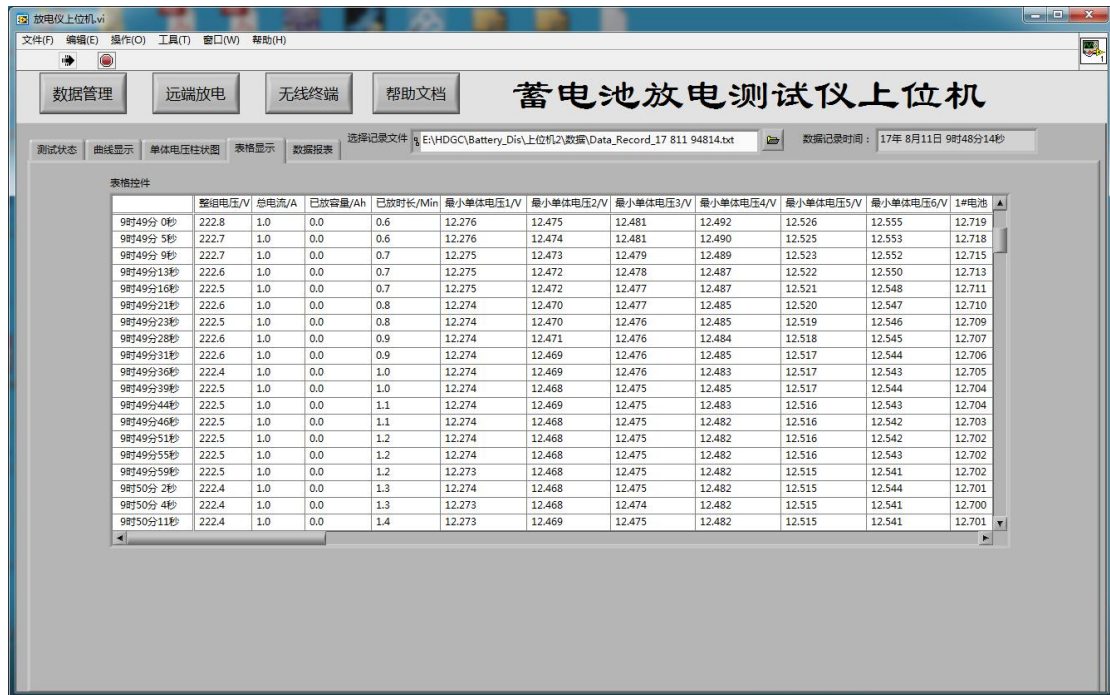 放电仪上位机.vi
文件(F) 编辑(E) 操作(O) 工具(T) 窗口(W) 帮助(H)
1
数据管理 远端放电 无线终端 帮助文档 蓄电池放电测试仪上位机
测试状态 曲线显示 单体电压柱状图 表格显示 数据报表 选择记录文件 E:\HDGC\Battery_Dis\上位机2\数据\Data_Record_17 811 94814.txt 数据记录时间： 17年 8月11日 9时48分14秒
表格控件
整组电压/V 总电流/A 已放容量/Ah 已放时长/Min 最小单体电压1/V 最小单体电压2/V 最小单体电压3/V 最小单体电压4/V 最小单体电压5/V 最小单体电压6/V 1#电池
9时49分 0秒 222.8 1.0 0.0 0.6 12.276 12.475 12.481 12.492 12.526 12.555 12.719
9时49分 5秒 222.7 1.0 0.0 0.6 12.276 12.474 12.481 12.490 12.525 12.553 12.718
9时49分 9秒 222.7 1.0 0.0 0.7 12.275 12.473 12.479 12.489 12.523 12.552 12.715
9时49分13秒 222.6 1.0 0.0 0.7 12.275 12.472 12.478 12.487 12.522 12.550 12.713
9时49分16秒 222.5 1.0 0.0 0.7 12.275 12.472 12.477 12.487 12.521 12.548 12.711
9时49分21秒 222.6 1.0 0.0 0.8 12.274 12.470 12.477 12.485 12.520 12.547 12.710
9时49分23秒 222.5 1.0 0.0 0.8 12.274 12.470 12.476 12.485 12.519 12.546 12.709
9时49分28秒 222.6 1.0 0.0 0.9 12.274 12.471 12.476 12.484 12.518 12.545 12.707
9时49分31秒 222.6 1.0 0.0 0.9 12.274 12.469 12.476 12.485 12.517 12.544 12.706
9时49分36秒 222.4 1.0 0.0 1.0 12.274 12.469 12.476 12.483 12.517 12.543 12.705
9时49分39秒 222.5 1.0 0.0 1.0 12.274 12.468 12.475 12.485 12.517 12.544 12.704
9时49分44秒 222.5 1.0 0.0 1.1 12.274 12.469 12.475 12.483 12.516 12.543 12.704
9时49分46秒 222.5 1.0 0.0 1.1 12.274 12.468 12.475 12.482 12.516 12.542 12.703
9时49分51秒 222.5 1.0 0.0 1.2 12.274 12.468 12.475 12.482 12.516 12.542 12.702
9时49分55秒 222.5 1.0 0.0 1.2 12.274 12.468 12.475 12.482 12.516 12.543 12.702
9时49分59秒 222.5 1.0 0.0 1.2 12.273 12.468 12.475 12.482 12.515 12.541 12.702
9时50分 2秒 222.4 1.0 0.0 1.3 12.274 12.468 12.475 12.482 12.515 12.544 12.701
9时50分 4秒 222.4 1.0 0.0 1.3 12.273 12.468 12.474 12.482 12.515 12.541 12.700
9时50分11秒 222.4 1.0 0.0 1.4 12.273 12.469 12.475 12.482 12.515 12.541 12.701